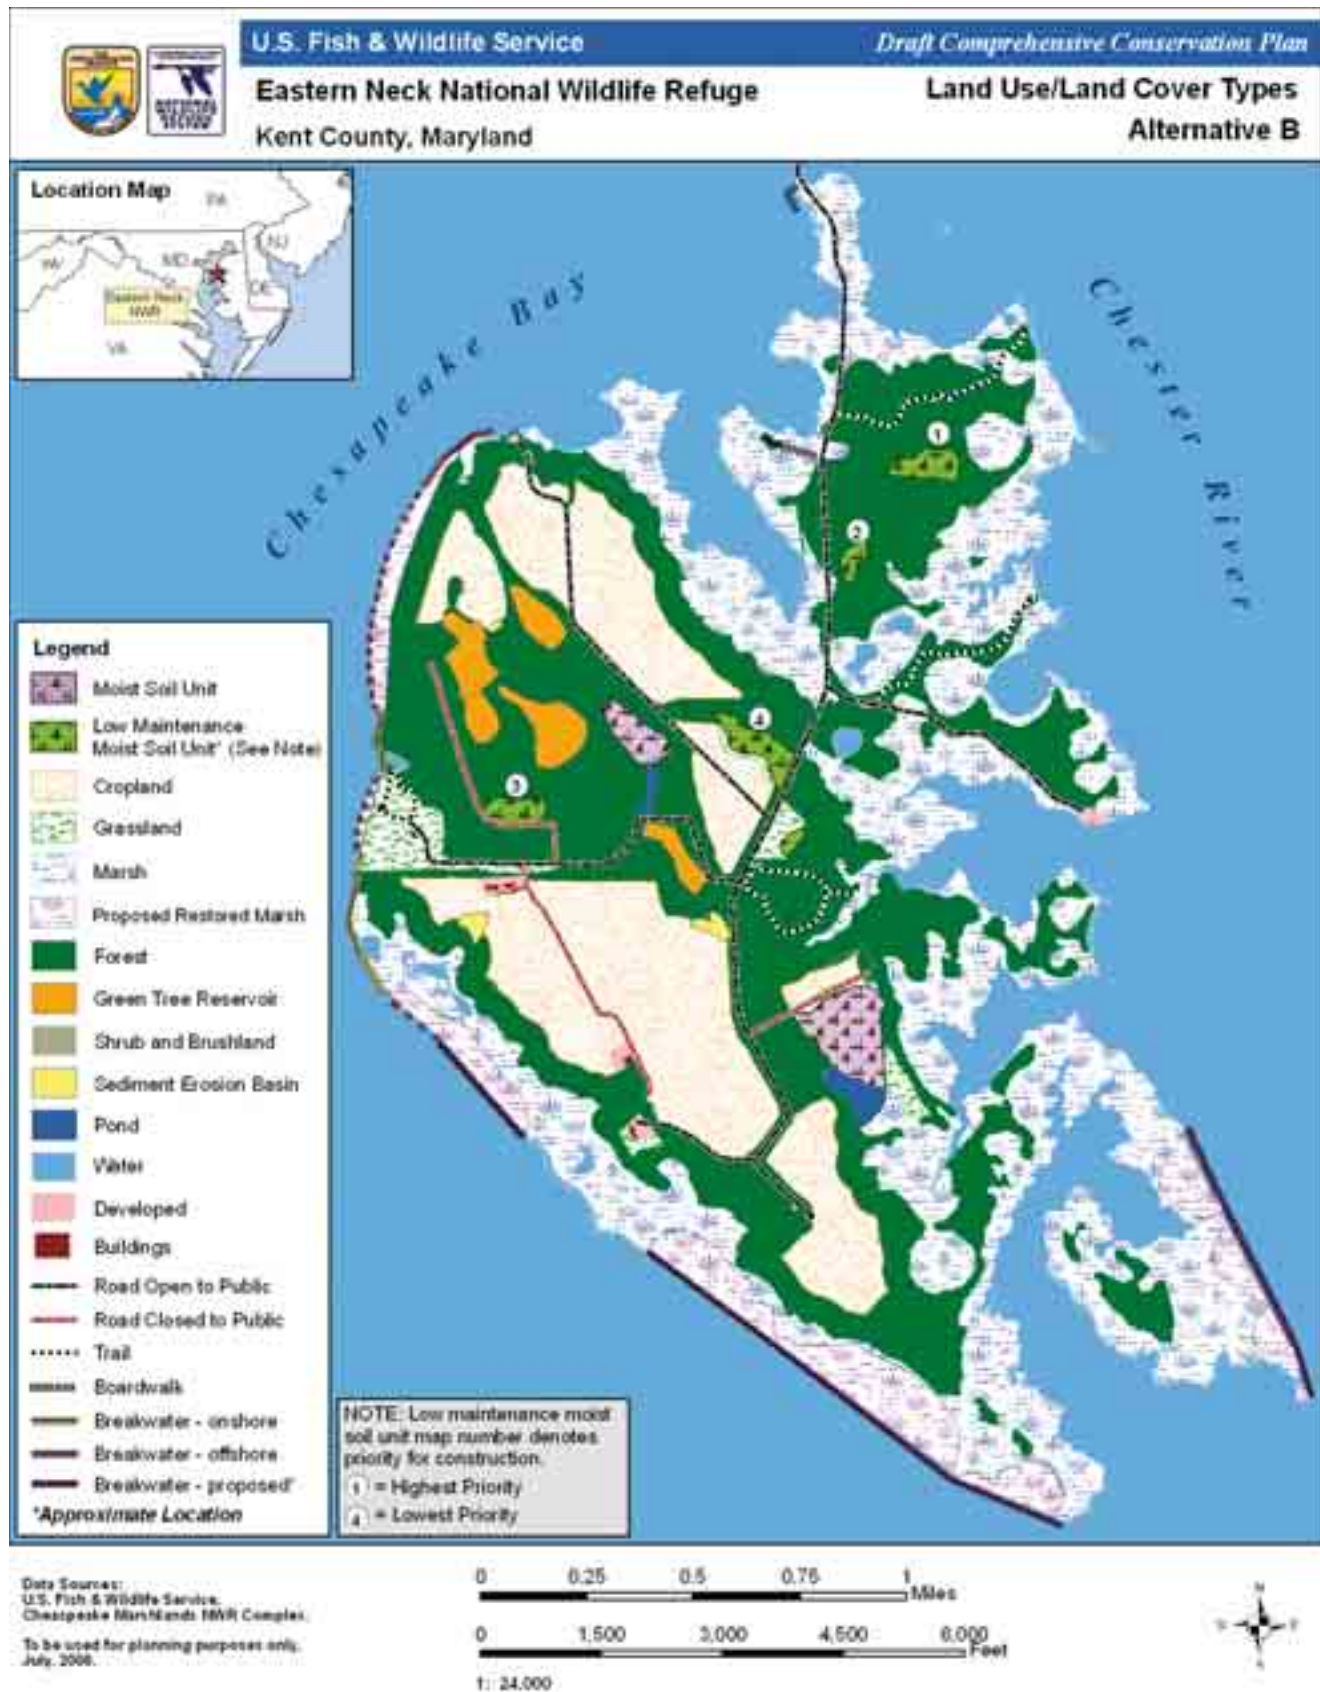 U.S. Fish & Wildlife Service
Draft Comprehensive Conservation Plan
Eastern Neck National Wildlife Refuge
Land Use/Land Cover Types
Kent County, Maryland
Alternative B
NATIONAL
WILDLIFE
REFUGE
SYSTEM
Location Map
PA
NJ
MD
DE
Eastern Neck
NWR
VA
Chesapeake Bay
Chester River
1
2
3
4
Legend
Moist Soil Unit
Low Maintenance
Moist Soil Unit* (See Note)
Cropland
Grassland
Marsh
Proposed Restored Marsh
Forest
Green Tree Reservoir
Shrub and Brushland
Sediment Erosion Basin
Pond
Water
Developed
Buildings
Road Open to Public
Road Closed to Public
Trail
Boardwalk
Breakwater - onshore
Breakwater - offshore
Breakwater - proposed*
*Approximate Location
NOTE: Low maintenance moist
soil unit map number denotes
priority for construction.
1 = Highest Priority
4 = Lowest Priority
Data Sources:
U.S. Fish & Wildlife Service,
Chesapeake Marshlands NWR Complex.
To be used for planning purposes only.
July,
0 0.25 0.5 0.75 1
Miles
0 1,500 3,000 4,500 6,000
Feet
1: 24,000
N